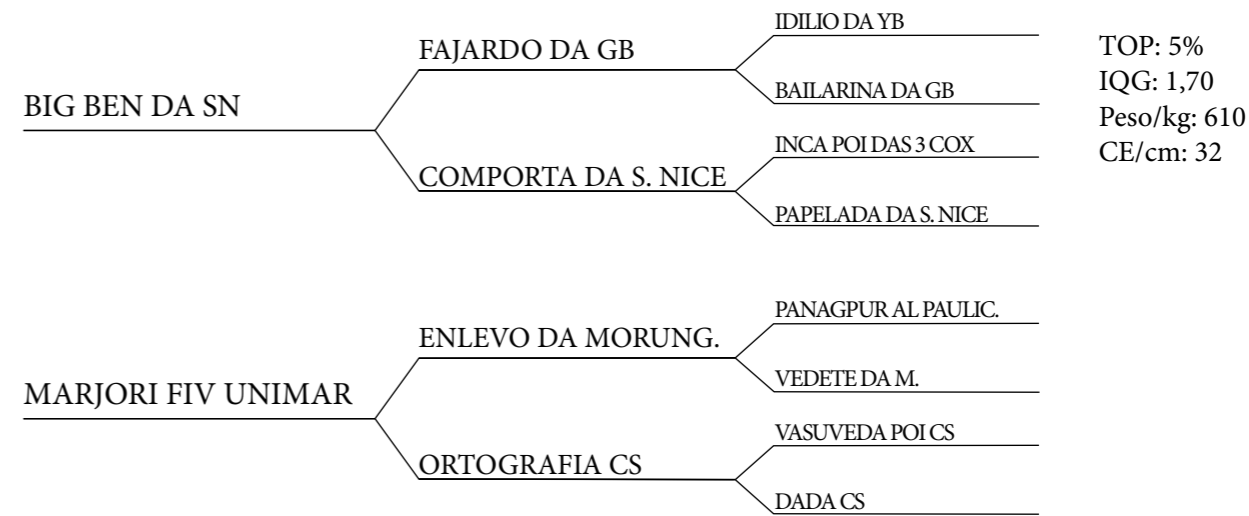 BIG BEN DA SN
FAJARDO DA GB
IDILIO DA YB
BAILARINA DA GB
COMPORTA DA S. NICE
INCA POI DAS 3 COX
PAPELADA DA S. NICE
MARJORI FIV UNIMAR
ENLEVO DA MORUNG.
PANAGPUR AL PAULIC.
VEDETE DA M.
ORTOGRAFIA CS
VASUVEDA POI CS
DADA CS
TOP: 5%
IQG: 1,70
Peso/kg: 610
CE/cm: 32